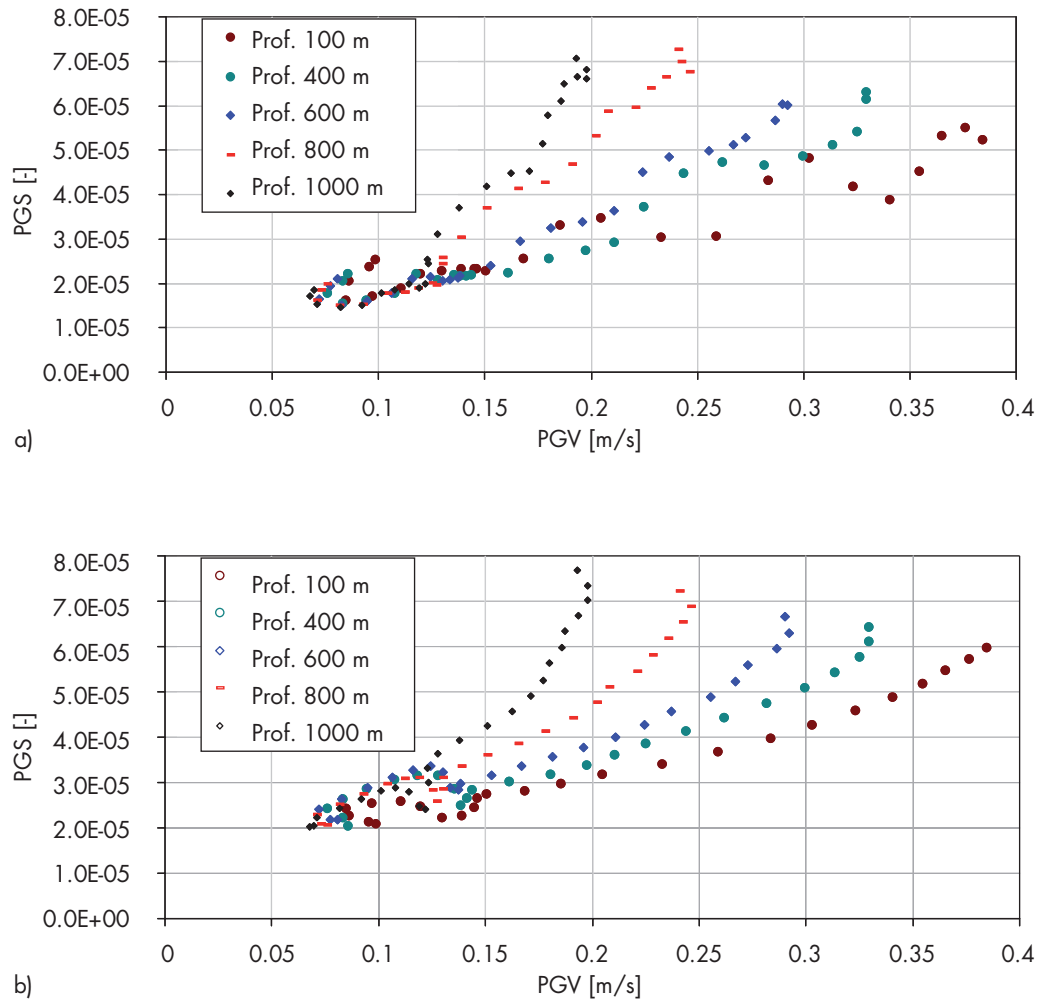 8.0E-05
7.0E-05
6.0E-05
5.0E-05
4.0E-05
3.0E-05
2.0E-05
1.0E-05
0.0E+00
PGS [-]
Prof. 100 m
Prof. 400 m
Prof. 600 m
Prof. 800 m
Prof. 1000 m
0 0.05 0.1 0.15 0.2 0.25 0.3 0.35 0.4
PGV [m/s]
a)
8.0E-05
7.0E-05
6.0E-05
5.0E-05
4.0E-05
3.0E-05
2.0E-05
1.0E-05
0.0E+00
PGS [-]
Prof. 100 m
Prof. 400 m
Prof. 600 m
Prof. 800 m
Prof. 1000 m
0 0.05 0.1 0.15 0.2 0.25 0.3 0.35 0.4
PGV [m/s]
b)